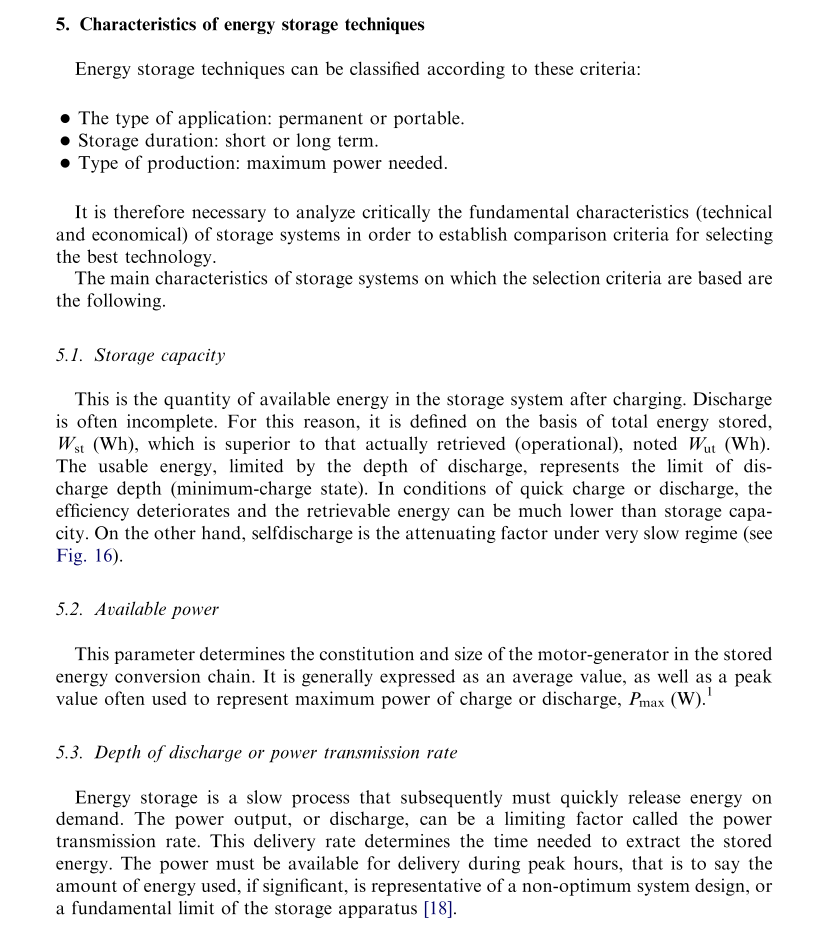 5. Characteristics of energy storage techniques
Energy storage techniques can be classified according to these criteria:
● The type of application: permanent or portable.
● Storage duration: short or long term.
● Type of production: maximum power needed.
It is therefore necessary to analyze critically the fundamental characteristics (technical
and economical) of storage systems in order to establish comparison criteria for selecting
the best technology.
The main characteristics of storage systems on which the selection criteria are based are
the following.
5.1. Storage capacity
This is the quantity of available energy in the storage system after charging. Discharge
is often incomplete. For this reason, it is defined on the basis of total energy stored,
W_st (Wh), which is superior to that actually retrieved (operational), noted W_ut (Wh).
The usable energy, limited by the depth of discharge, represents the limit of dis-
charge depth (minimum-charge state). In conditions of quick charge or discharge, the
efficiency deteriorates and the retrievable energy can be much lower than storage capa-
city. On the other hand, selfdischarge is the attenuating factor under very slow regime (see
Fig. 16).
5.2. Available power
This parameter determines the constitution and size of the motor-generator in the stored
energy conversion chain. It is generally expressed as an average value, as well as a peak
value often used to represent maximum power of charge or discharge, P_max (W).¹
5.3. Depth of discharge or power transmission rate
Energy storage is a slow process that subsequently must quickly release energy on
demand. The power output, or discharge, can be a limiting factor called the power
transmission rate. This delivery rate determines the time needed to extract the stored
energy. The power must be available for delivery during peak hours, that is to say the
amount of energy used, if significant, is representative of a non-optimum system design, or
a fundamental limit of the storage apparatus [18].